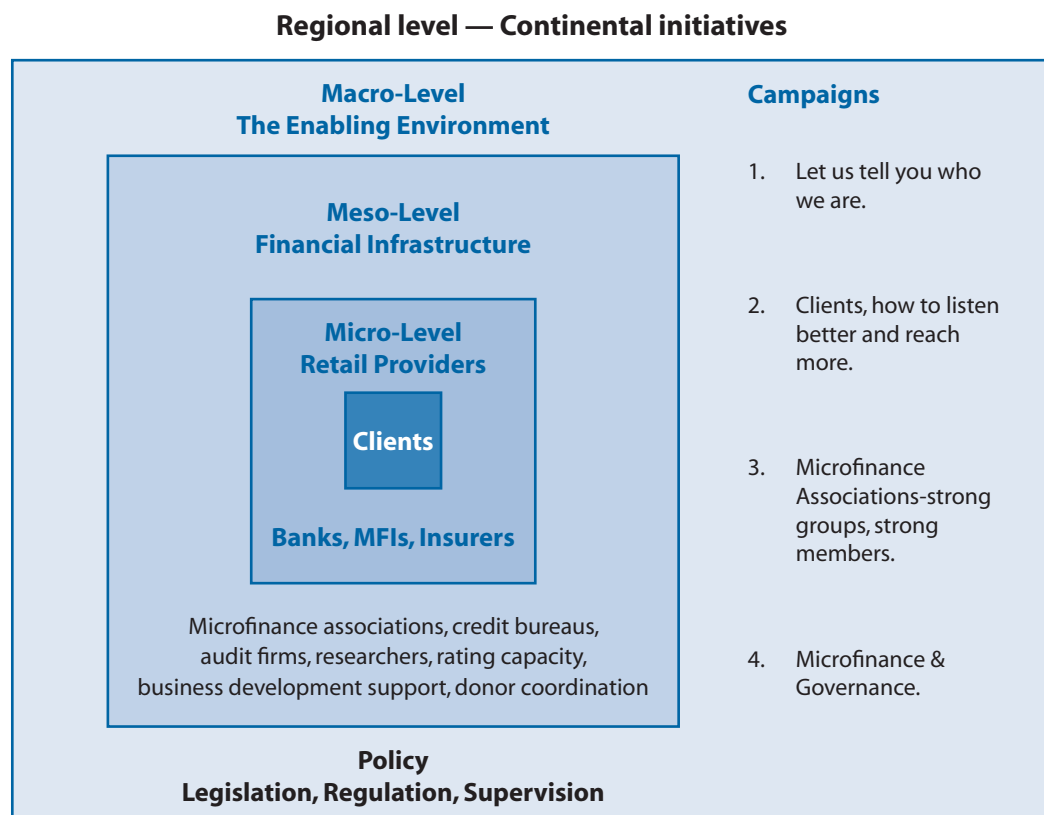 Regional level — Continental initiatives
Macro-Level
The Enabling Environment
Meso-Level
Financial Infrastructure
Micro-Level
Retail Providers
Clients
Banks, MFIs, Insurers
Microfinance associations, credit bureaus,
audit firms, researchers, rating capacity,
business development support, donor coordination
Policy
Legislation, Regulation, Supervision
Campaigns
1. Let us tell you who
we are.
2. Clients, how to listen
better and reach
more.
3. Microfinance
Associations-strong
groups, strong
members.
4. Microfinance &
Governance.